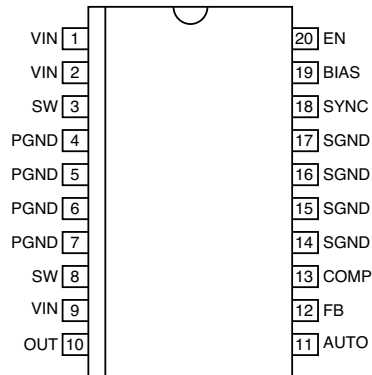 VIN 1 20 EN
VIN 2 19 BIAS
SW 3 18 SYNC
PGND 4 17 SGND
PGND 5 16 SGND
PGND 6 15 SGND
PGND 7 14 SGND
SW 8 13 COMP
VIN 9 12 FB
OUT 10 11 AUTO